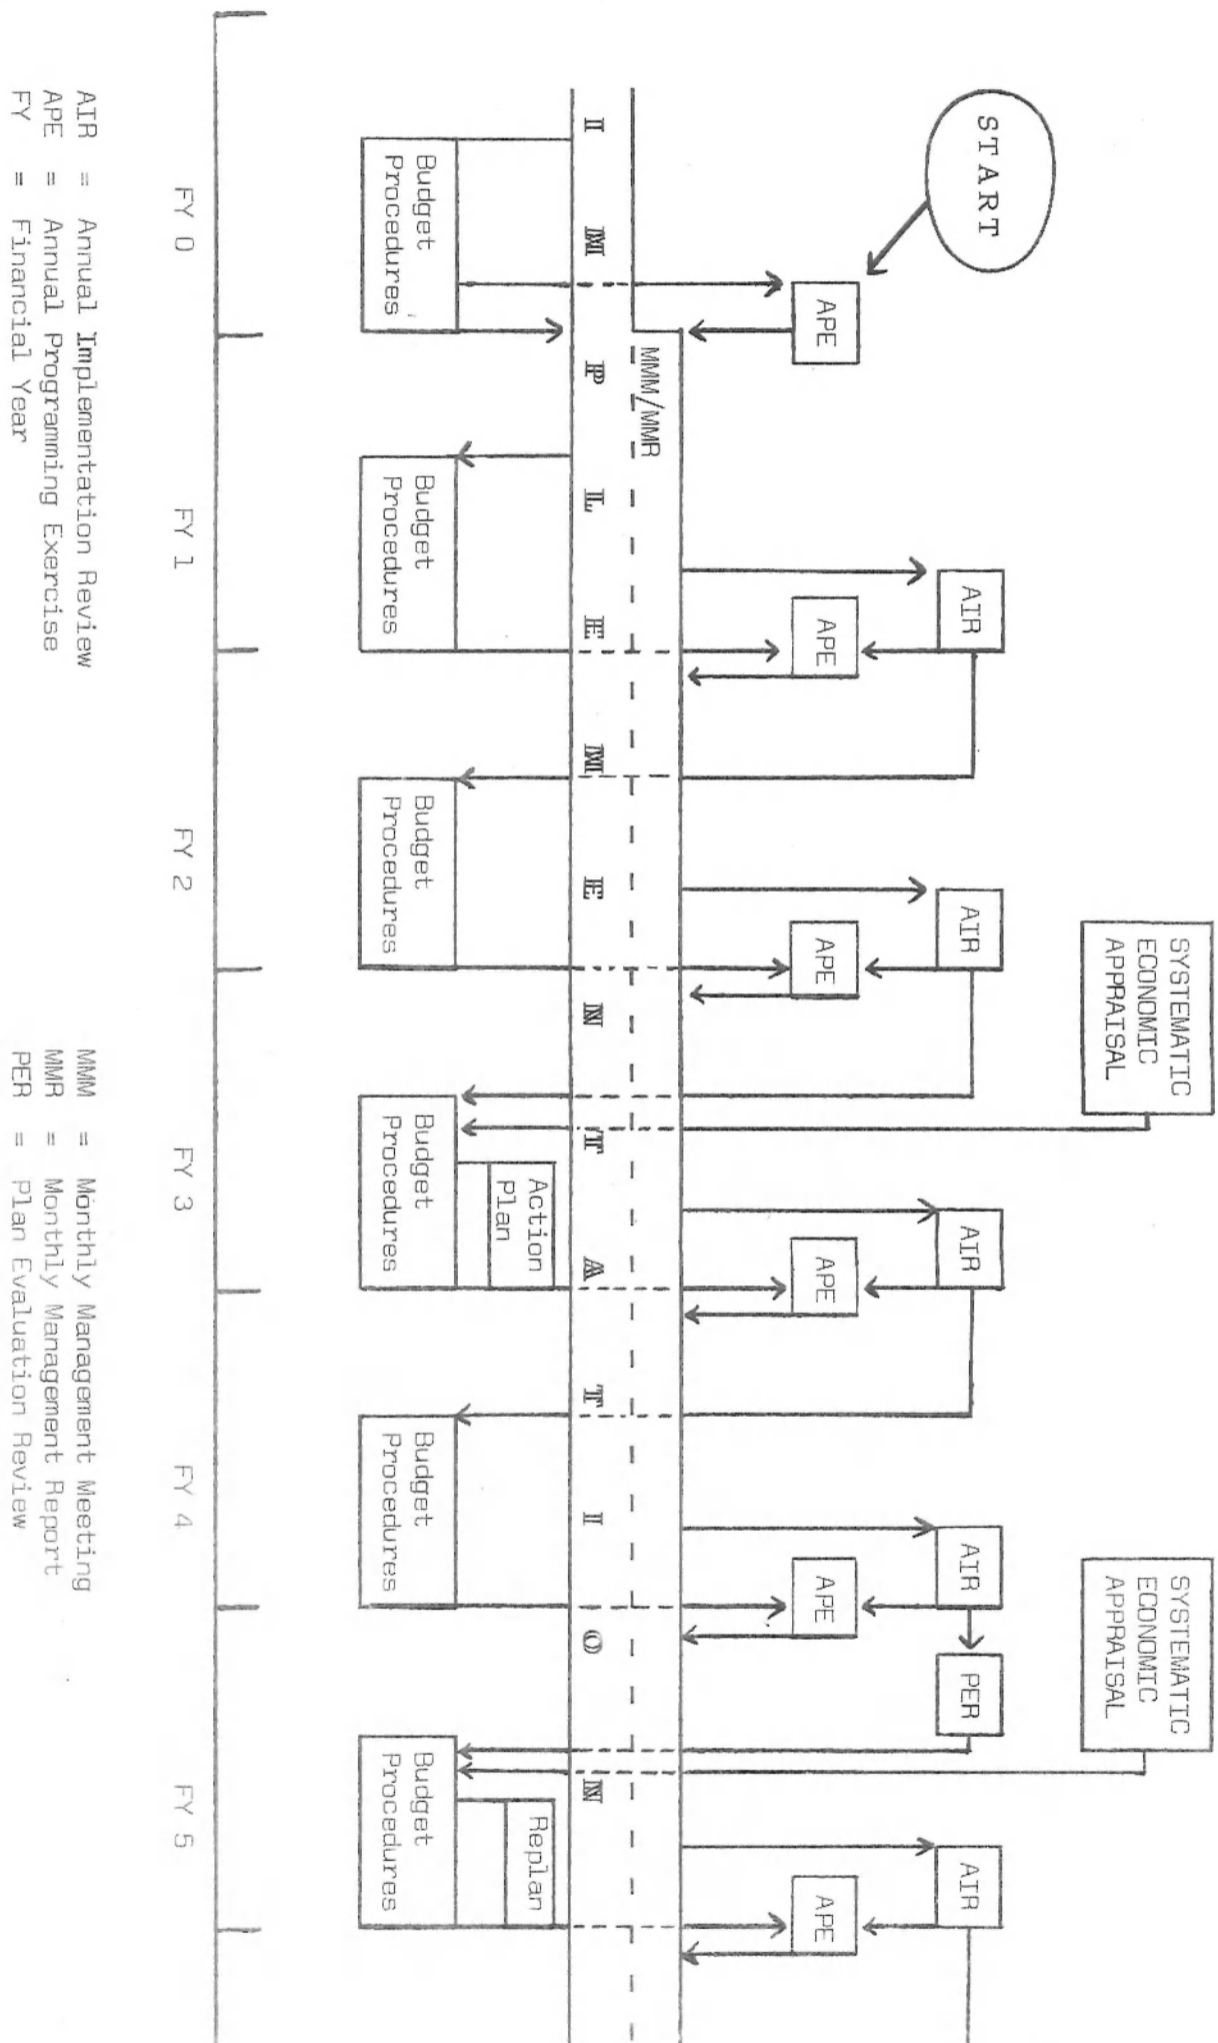 SYSTEMATIC
ECONOMIC
APPRAISAL
SYSTEMATIC
ECONOMIC
APPRAISAL
START
AIR
AIR
AIR
AIR
PER
AIR
APE
APE
APE
APE
APE
APE
MMM/MMR
IMPLEMENTATION
Action
Plan
Replan
Budget
Procedures
Budget
Procedures
Budget
Procedures
Budget
Procedures
Budget
Procedures
Budget
Procedures
FY 0
FY 1
FY 2
FY 3
FY 4
FY 5
AIR = Annual Implementation Review
APE = Annual Programming Exercise
FY = Financial Year
MMM = Monthly Management Meeting
MMR = Monthly Management Report
PER = Plan Evaluation Review